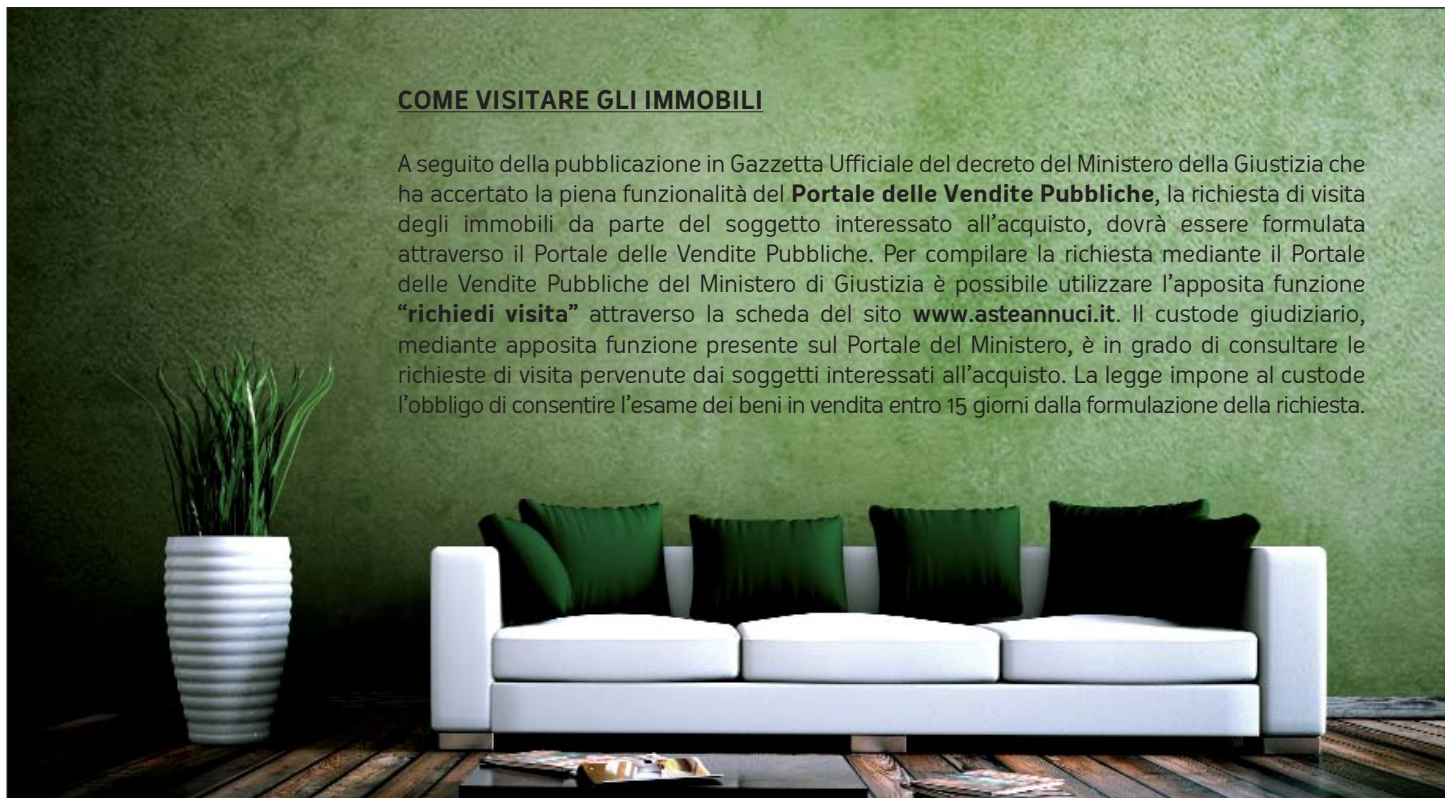 COME VISITARE GLI IMMOBILI
A seguito della pubblicazione in Gazzetta Ufficiale del decreto del Ministero della Giustizia che
ha accertato la piena funzionalità del Portale delle Vendite Pubbliche, la richiesta di visita
degli immobili da parte del soggetto interessato all’acquisto, dovrà essere formulata
attraverso il Portale delle Vendite Pubbliche. Per compilare la richiesta mediante il Portale
delle Vendite Pubbliche del Ministero di Giustizia è possibile utilizzare l’apposita funzione
“richiedi visita” attraverso la scheda del sito www.asteannuci.it. Il custode giudiziario,
mediante apposita funzione presente sul Portale del Ministero, è in grado di consultare le
richieste di visita pervenute dai soggetti interessati all’acquisto. La legge impone al custode
l’obbligo di consentire l’esame dei beni in vendita entro 15 giorni dalla formulazione della richiesta.